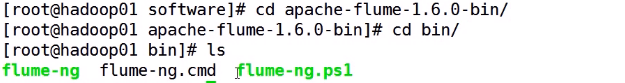 [root@hadoop01 software]# cd apache-flume-1.6.0-bin/
[root@hadoop01 apache-flume-1.6.0-bin]# cd bin/
[root@hadoop01 bin]# ls
flume-ng  flume-ng.cmd  flume-ng.ps1